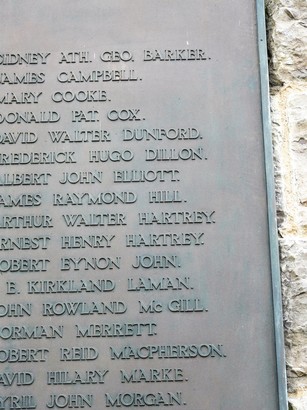 SIDNEY ATH. GEO. BARKER.
JAMES CAMPBELL.
MARY COOKE.
DONALD PAT. COX.
DAVID WALTER DUNFORD.
FREDERICK HUGO DILLON.
ALBERT JOHN ELLIOTT.
JAMES RAYMOND HILL.
ARTHUR WALTER HARTREY.
ERNEST HENRY HARTREY.
ROBERT EYNON JOHN.
E. KIRKLAND LAMAN.
JOHN ROWLAND Mc GILL.
NORMAN MERRETT.
ROBERT REID MACPHERSON.
DAVID HILARY MARKE.
CYRIL JOHN MORGAN.